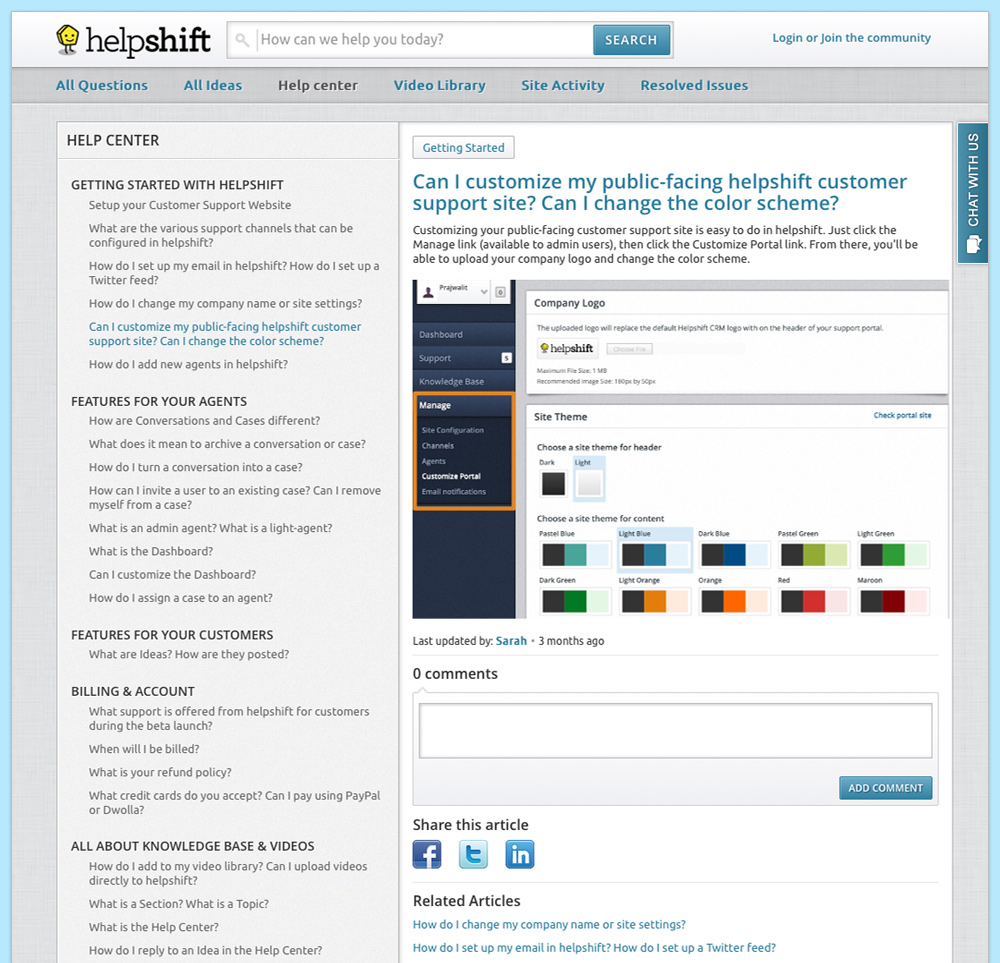 helpshift
How can we help you today?
SEARCH
Login or Join the community
All Questions
All Ideas
Help center
Video Library
Site Activity
Resolved Issues
CHAT WITH US
HELP CENTER
GETTING STARTED WITH HELPSHIFT
Setup your Customer Support Website
What are the various support channels that can be
configured in helpshift?
How do I set up my email in helpshift? How do I set up a
Twitter feed?
How do I change my company name or site settings?
Can I customize my public-facing helpshift customer
support site? Can I change the color scheme?
How do I add new agents in helpshift?
FEATURES FOR YOUR AGENTS
How are Conversations and Cases different?
What does it mean to archive a conversation or case?
How do I turn a conversation into a case?
How can I invite a user to an existing case? Can I remove
myself from a case?
What is an admin agent? What is a light-agent?
What is the Dashboard?
Can I customize the Dashboard?
How do I assign a case to an agent?
FEATURES FOR YOUR CUSTOMERS
What are Ideas? How are they posted?
BILLING & ACCOUNT
What support is offered from helpshift for customers
during the beta launch?
When will I be billed?
What is your refund policy?
What credit cards do you accept? Can I pay using PayPal
or Dwolla?
ALL ABOUT KNOWLEDGE BASE & VIDEOS
How do I add to my video library? Can I upload videos
directly to helpshift?
What is a Section? What is a Topic?
What is the Help Center?
How do I reply to an Idea in the Help Center?
Getting Started
Can I customize my public-facing helpshift customer
support site? Can I change the color scheme?
Customizing your public-facing customer support site is easy to do in helpshift. Just click the
Manage link (available to admin users), then click the Customize Portal link. From there, you'll be
able to upload your company logo and change the color scheme.
Prajwalit
0
Dashboard
Support
5
Knowledge Base
Manage
Site Configuration
Channels
Agents
Customize Portal
Email notifications
Company Logo
The uploaded logo will replace the default Helpshift CRM logo with on the header of your support portal.
helpshift
Choose File
Maximum File Size: 1 MB
Recommended Image Size: 180px by 50px
Site Theme
Check portal site
Choose a site theme for header
Dark
Light
Choose a site theme for content
Pastel Blue
Light Blue
Dark Blue
Pastel Green
Light Green
Dark Green
Light Orange
Orange
Red
Maroon
Last updated by: Sarah • 3 months ago
0 comments
ADD COMMENT
Share this article
Related Articles
How do I change my company name or site settings?
How do I set up my email in helpshift? How do I set up a Twitter feed?